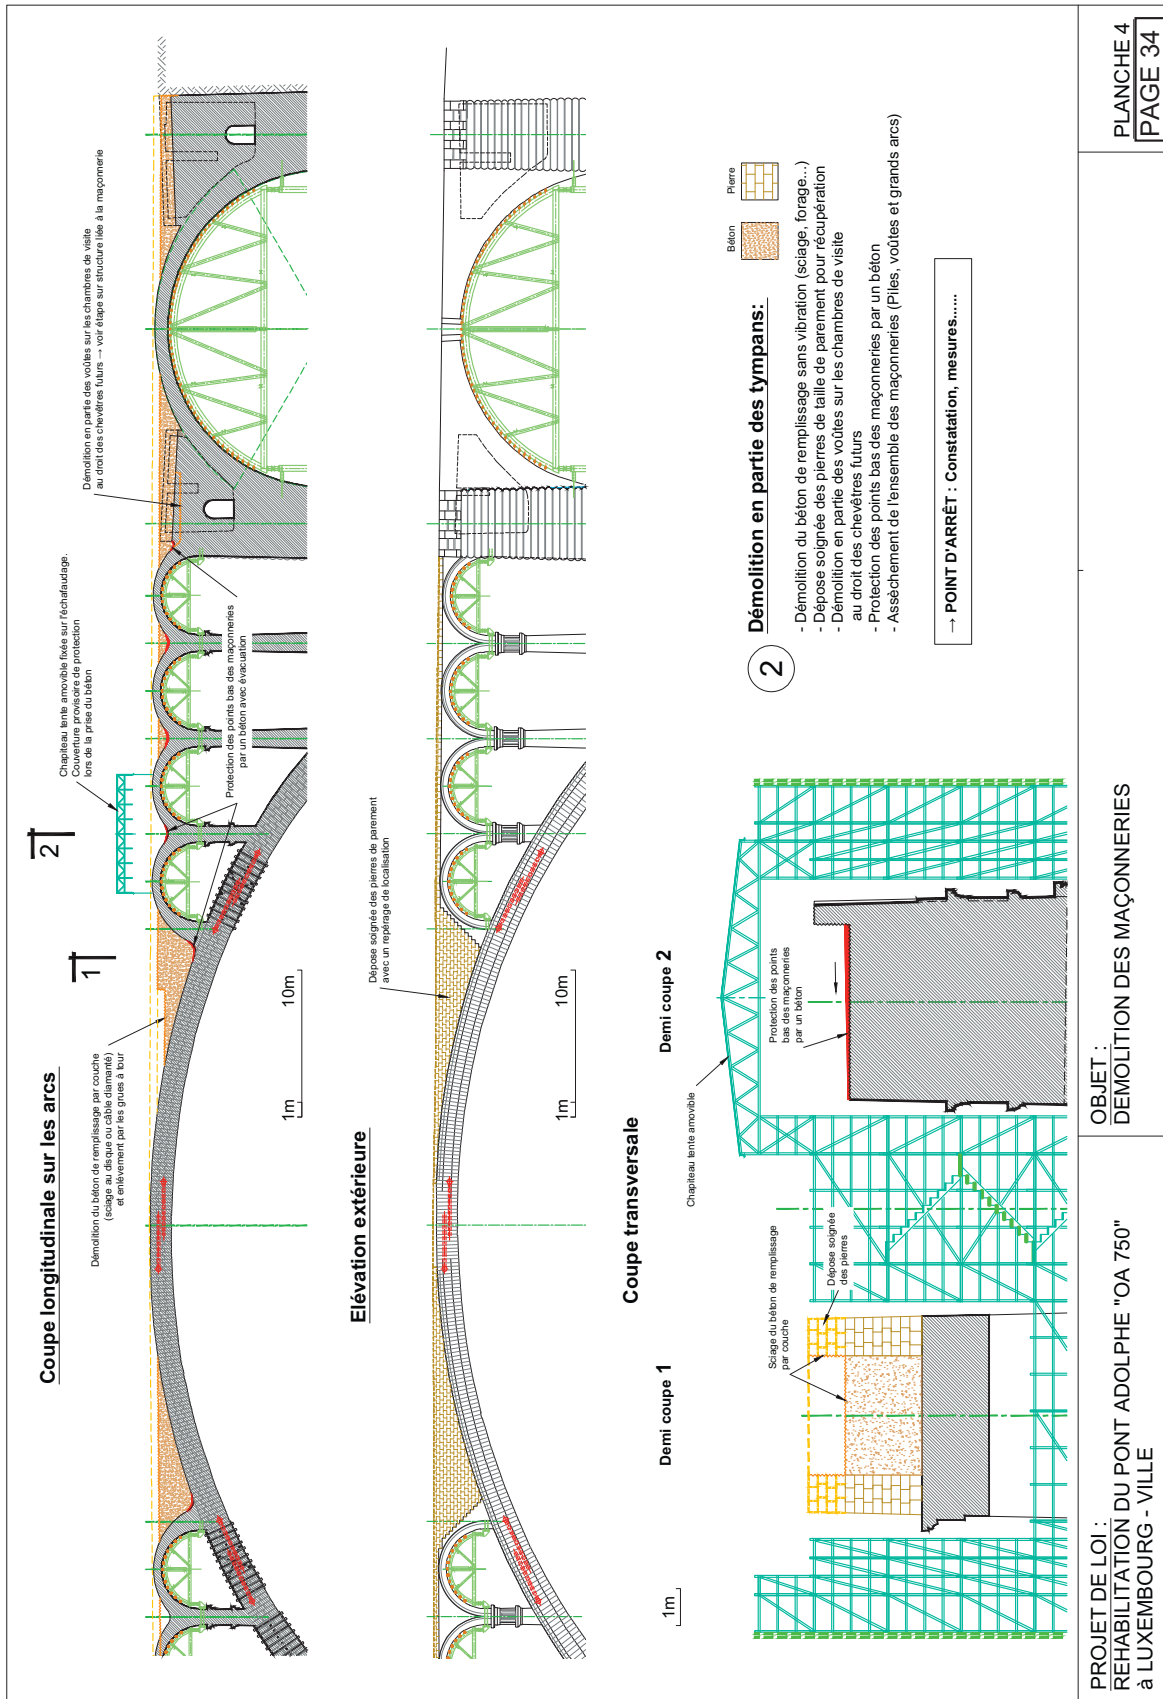 Coupe longitudinale sur les arcs
Démolition du béton de remplissage par couche
(sciage au disque ou câble diamanté)
et enlèvement par les grues à tour
1
2
Chapiteau tente amovible fixée sur l'échafaudage.
Couverture provisoire de protection
lors de la prise du béton
Démolition en partie des voûtes sur les chambres de visite
au droit des chevêtres futurs → voir étape sur structure liée à la maçonnerie
Protection des points bas des maçonneries
par un béton avec évacuation
1m
10m
Elévation extérieure
Dépose soignée des pierres de parement
avec un repérage de localisation
1m
10m
Coupe transversale
Demi coupe 1
Demi coupe 2
1m
Chapiteau tente amovible
Sciage du béton de remplissage
par couche
Dépose soignée
des pierres
Protection des points
bas des maçonneries
par un béton
2
Démolition en partie des tympans:
Béton
Pierre
- Démolition du béton de remplissage sans vibration (sciage, forage...)
- Dépose soignée des pierres de taille de parement pour récupération
- Démolition en partie des voûtes sur les chambres de visite
au droit des chevêtres futurs
- Protection des points bas des maçonneries par un béton
- Assèchement de l'ensemble des maçonneries (Piles, voûtes et grands arcs)
→ POINT D'ARRÊT : Constatation, mesures......
PROJET DE LOI :
REHABILITATION DU PONT ADOLPHE "OA 750"
à LUXEMBOURG - VILLE
OBJET :
DEMOLITION DES MAÇONNERIES
PLANCHE 4
PAGE 34